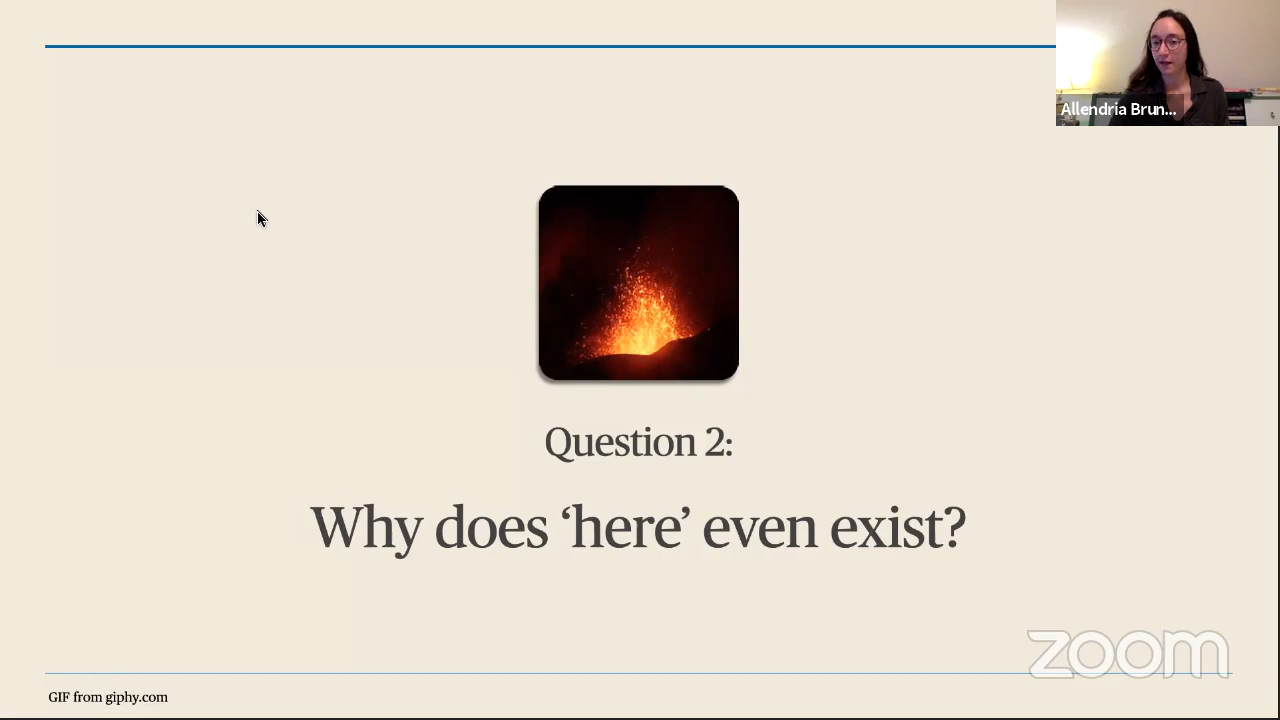 Allendria Brun...
Question 2:
Why does ‘here’ even exist?
zoom
GIF from giphy.com